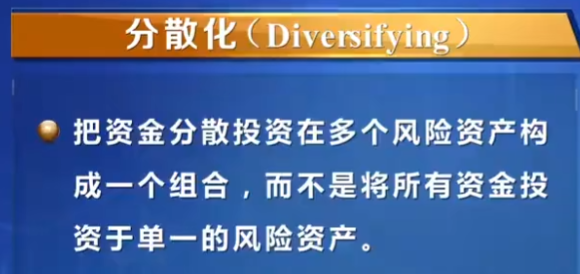 分散化（Diversifying）
把资金分散投资在多个风险资产构
成一个组合，而不是将所有资金投
资于单一的风险资产。